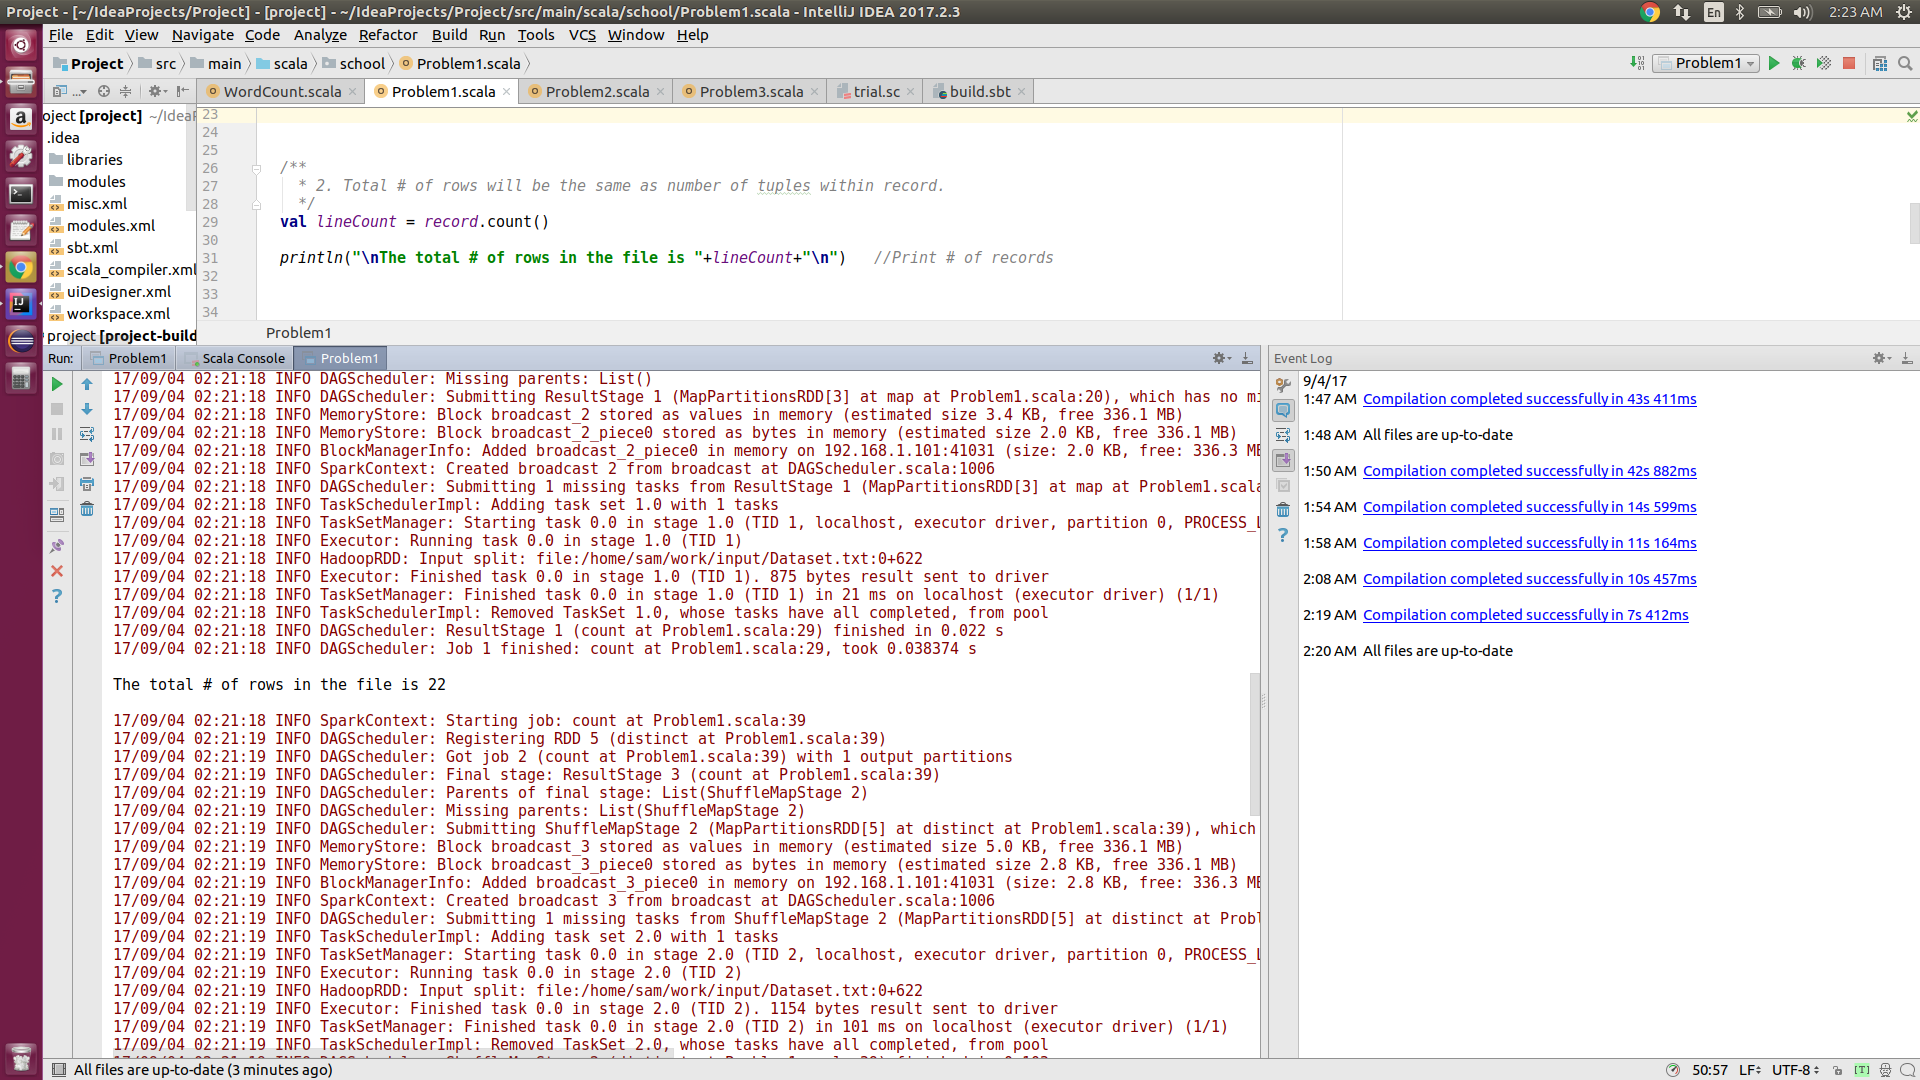 Project - [~/IdeaProjects/Project] - [project] - ~/IdeaProjects/Project/src/main/scala/school/Problem1.scala - IntelliJ IDEA 2017.2.3
En
2:23 AM
File Edit View Navigate Code Analyze Refactor Build Run Tools VCS Window Help
Project src main scala school Problem1.scala
Problem1
WordCount.scala Problem1.scala Problem2.scala Problem3.scala trial.sc build.sbt
oject [project] ~/IdeaP
.idea
libraries
modules
misc.xml
modules.xml
sbt.xml
scala_compiler.xml
uiDesigner.xml
workspace.xml
project [project-build
23
24
25
26 /**
27 * 2. Total # of rows will be the same as number of tuples within record.
28 */
29 val lineCount = record.count()
30
31 println("\nThe total # of rows in the file is "+lineCount+"\n") //Print # of records
32
33
34
Problem1
Run: Problem1 Scala Console Problem1
17/09/04 02:21:18 INFO DAGScheduler: Missing parents: List()
17/09/04 02:21:18 INFO DAGScheduler: Submitting ResultStage 1 (MapPartitionsRDD[3] at map at Problem1.scala:20), which has no mi
17/09/04 02:21:18 INFO MemoryStore: Block broadcast_2 stored as values in memory (estimated size 3.4 KB, free 336.1 MB)
17/09/04 02:21:18 INFO MemoryStore: Block broadcast_2_piece0 stored as bytes in memory (estimated size 2.0 KB, free 336.1 MB)
17/09/04 02:21:18 INFO BlockManagerInfo: Added broadcast_2_piece0 in memory on 192.168.1.101:41031 (size: 2.0 KB, free: 336.3 MB
17/09/04 02:21:18 INFO SparkContext: Created broadcast 2 from broadcast at DAGScheduler.scala:1006
17/09/04 02:21:18 INFO DAGScheduler: Submitting 1 missing tasks from ResultStage 1 (MapPartitionsRDD[3] at map at Problem1.scala
17/09/04 02:21:18 INFO TaskSchedulerImpl: Adding task set 1.0 with 1 tasks
17/09/04 02:21:18 INFO TaskSetManager: Starting task 0.0 in stage 1.0 (TID 1, localhost, executor driver, partition 0, PROCESS_L
17/09/04 02:21:18 INFO Executor: Running task 0.0 in stage 1.0 (TID 1)
17/09/04 02:21:18 INFO HadoopRDD: Input split: file:/home/sam/work/input/Dataset.txt:0+622
17/09/04 02:21:18 INFO Executor: Finished task 0.0 in stage 1.0 (TID 1). 875 bytes result sent to driver
17/09/04 02:21:18 INFO TaskSetManager: Finished task 0.0 in stage 1.0 (TID 1) in 21 ms on localhost (executor driver) (1/1)
17/09/04 02:21:18 INFO TaskSchedulerImpl: Removed TaskSet 1.0, whose tasks have all completed, from pool
17/09/04 02:21:18 INFO DAGScheduler: ResultStage 1 (count at Problem1.scala:29) finished in 0.022 s
17/09/04 02:21:18 INFO DAGScheduler: Job 1 finished: count at Problem1.scala:29, took 0.038374 s
The total # of rows in the file is 22
17/09/04 02:21:18 INFO SparkContext: Starting job: count at Problem1.scala:39
17/09/04 02:21:19 INFO DAGScheduler: Registering RDD 5 (distinct at Problem1.scala:39)
17/09/04 02:21:19 INFO DAGScheduler: Got job 2 (count at Problem1.scala:39) with 1 output partitions
17/09/04 02:21:19 INFO DAGScheduler: Final stage: ResultStage 3 (count at Problem1.scala:39)
17/09/04 02:21:19 INFO DAGScheduler: Parents of final stage: List(ShuffleMapStage 2)
17/09/04 02:21:19 INFO DAGScheduler: Missing parents: List(ShuffleMapStage 2)
17/09/04 02:21:19 INFO DAGScheduler: Submitting ShuffleMapStage 2 (MapPartitionsRDD[5] at distinct at Problem1.scala:39), which
17/09/04 02:21:19 INFO MemoryStore: Block broadcast_3 stored as values in memory (estimated size 5.0 KB, free 336.1 MB)
17/09/04 02:21:19 INFO MemoryStore: Block broadcast_3_piece0 stored as bytes in memory (estimated size 2.8 KB, free 336.1 MB)
17/09/04 02:21:19 INFO BlockManagerInfo: Added broadcast_3_piece0 in memory on 192.168.1.101:41031 (size: 2.8 KB, free: 336.3 MB
17/09/04 02:21:19 INFO SparkContext: Created broadcast 3 from broadcast at DAGScheduler.scala:1006
17/09/04 02:21:19 INFO DAGScheduler: Submitting 1 missing tasks from ShuffleMapStage 2 (MapPartitionsRDD[5] at distinct at Probl
17/09/04 02:21:19 INFO TaskSchedulerImpl: Adding task set 2.0 with 1 tasks
17/09/04 02:21:19 INFO TaskSetManager: Starting task 0.0 in stage 2.0 (TID 2, localhost, executor driver, partition 0, PROCESS_L
17/09/04 02:21:19 INFO Executor: Running task 0.0 in stage 2.0 (TID 2)
17/09/04 02:21:19 INFO HadoopRDD: Input split: file:/home/sam/work/input/Dataset.txt:0+622
17/09/04 02:21:19 INFO Executor: Finished task 0.0 in stage 2.0 (TID 2). 1154 bytes result sent to driver
17/09/04 02:21:19 INFO TaskSetManager: Finished task 0.0 in stage 2.0 (TID 2) in 101 ms on localhost (executor driver) (1/1)
17/09/04 02:21:19 INFO TaskSchedulerImpl: Removed TaskSet 2.0, whose tasks have all completed, from pool
Event Log
9/4/17
1:47 AM Compilation completed successfully in 43s 411ms
1:48 AM All files are up-to-date
1:50 AM Compilation completed successfully in 42s 882ms
1:54 AM Compilation completed successfully in 14s 599ms
1:58 AM Compilation completed successfully in 11s 164ms
2:08 AM Compilation completed successfully in 10s 457ms
2:19 AM Compilation completed successfully in 7s 412ms
2:20 AM All files are up-to-date
All files are up-to-date (3 minutes ago)
50:57 LF UTF-8 [T]